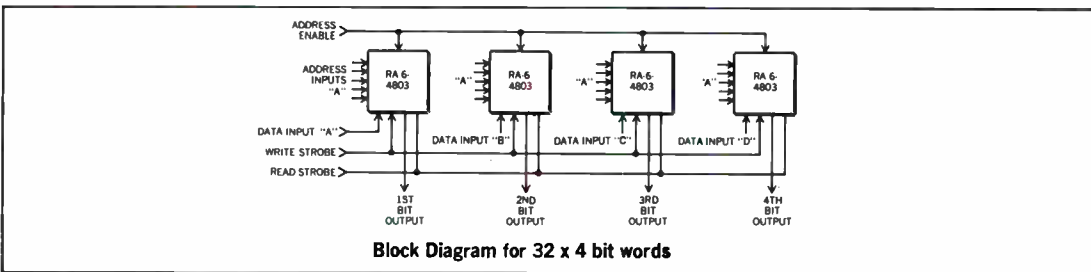 ADDRESS
ENABLE
ADDRESS
INPUTS
"A"
RA 6-
4803
"A"
RA-6-
4803
"A"
RA-6-
4803
"A"
RA-6-
4803
DATA INPUT "A"
DATA INPUT "B"
DATA INPUT "C"
DATA INPUT "D"
WRITE STROBE
READ STROBE
1ST
BIT
OUTPUT
2ND
BIT
OUTPUT
3RD
BIT
OUTPUT
4TH
BIT
OUTPUT
Block Diagram for 32 x 4 bit words